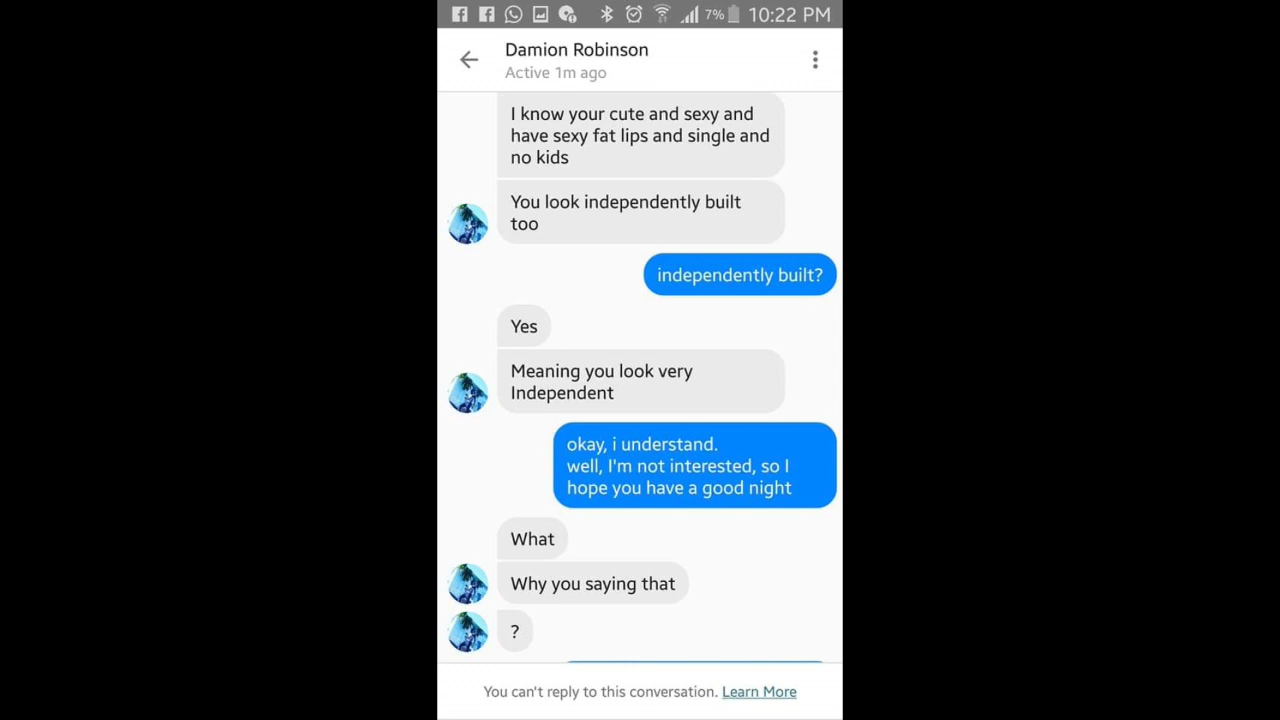 7% 10:22 PM
Damion Robinson
Active 1m ago
I know your cute and sexy and
have sexy fat lips and single and
no kids
You look independently built
too
independently built?
Yes
Meaning you look very
Independent
okay, i understand.
well, I'm not interested, so I
hope you have a good night
What
Why you saying that
?
You can't reply to this conversation. Learn More